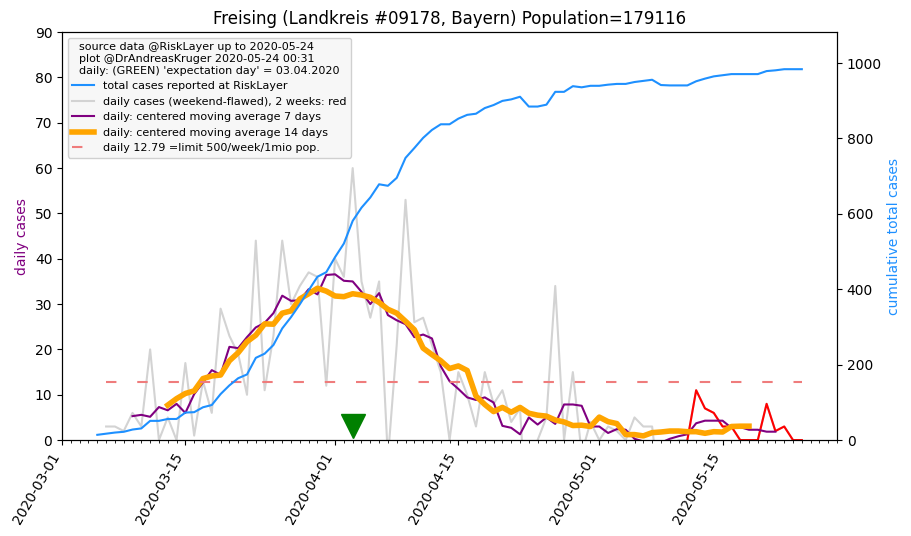 Freising (Landkreis #09178, Bayern) Population=179116
source data @RiskLayer up to 2020-05-24
plot @DrAndreasKruger 2020-05-24 00:31
daily: (GREEN) 'expectation day' = 03.04.2020
total cases reported at RiskLayer
daily cases (weekend-flawed), 2 weeks: red
daily: centered moving average 7 days
daily: centered moving average 14 days
daily 12.79 =limit 500/week/1mio pop.
daily cases
90
80
70
60
50
40
30
20
10
0
1000
800
600
400
200
0
cumulative total cases
2020-03-01
2020-03-15
2020-04-01
2020-04-15
2020-05-01
2020-05-15